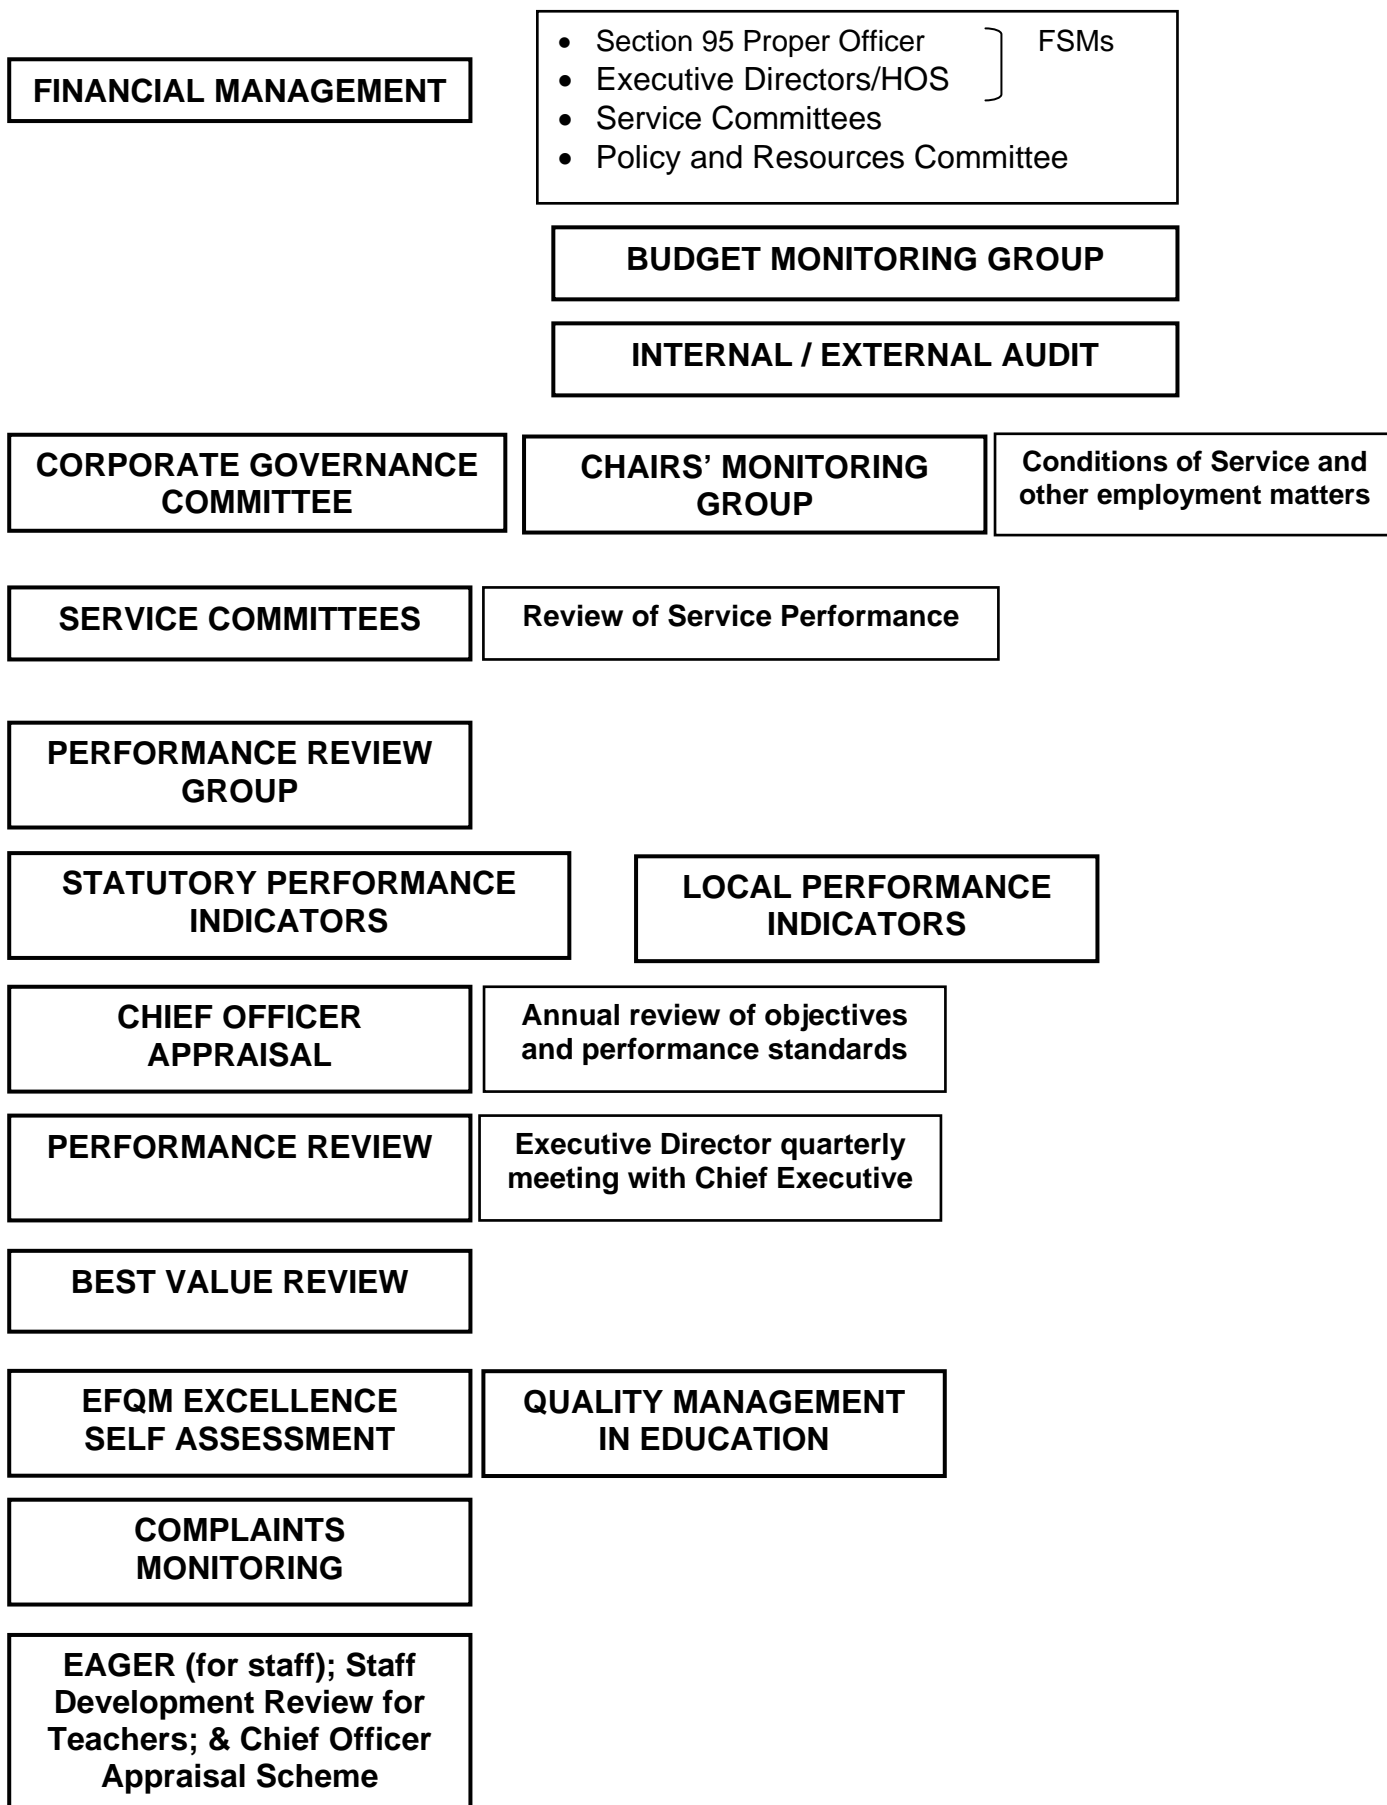 FINANCIAL MANAGEMENT
• Section 95 Proper Officer FSMs
• Executive Directors/HOS
• Service Committees
• Policy and Resources Committee
BUDGET MONITORING GROUP
INTERNAL / EXTERNAL AUDIT
CORPORATE GOVERNANCE
COMMITTEE
CHAIRS’ MONITORING
GROUP
Conditions of Service and
other employment matters
SERVICE COMMITTEES
Review of Service Performance
PERFORMANCE REVIEW
GROUP
STATUTORY PERFORMANCE
INDICATORS
LOCAL PERFORMANCE
INDICATORS
CHIEF OFFICER
APPRAISAL
Annual review of objectives
and performance standards
PERFORMANCE REVIEW
Executive Director quarterly
meeting with Chief Executive
BEST VALUE REVIEW
EFQM EXCELLENCE
SELF ASSESSMENT
QUALITY MANAGEMENT
IN EDUCATION
COMPLAINTS
MONITORING
EAGER (for staff); Staff
Development Review for
Teachers; & Chief Officer
Appraisal Scheme